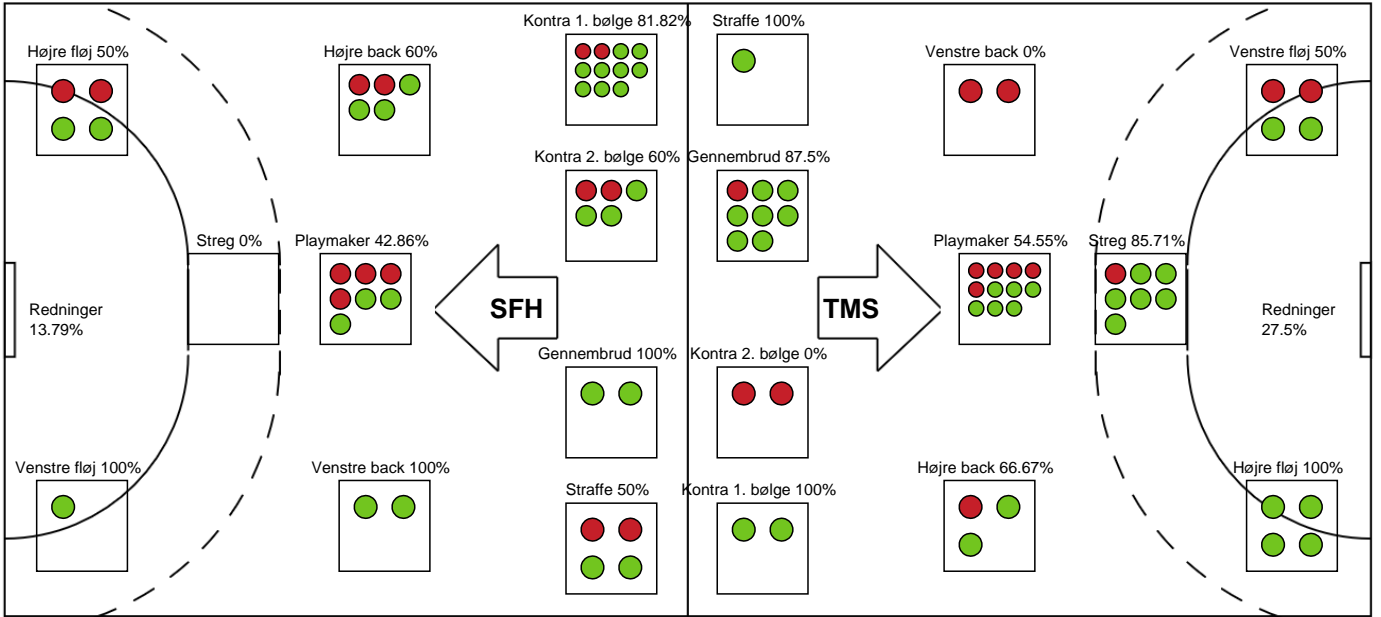 Kontra 1. bølge 81.82%
Straffe 100%
Højre fløj 50%
Højre back 60%
Venstre back 0%
Venstre fløj 50%
Kontra 2. bølge 60%
Gennembrud 87.5%
Streg 0%
Playmaker 42.86%
Playmaker 54.55%
Streg 85.71%
Redninger
13.79%
SFH
TMS
Redninger
27.5%
Gennembrud 100%
Kontra 2. bølge 0%
Venstre fløj 100%
Venstre back 100%
Straffe 50%
Kontra 1. bølge 100%
Højre back 66.67%
Højre fløj 100%